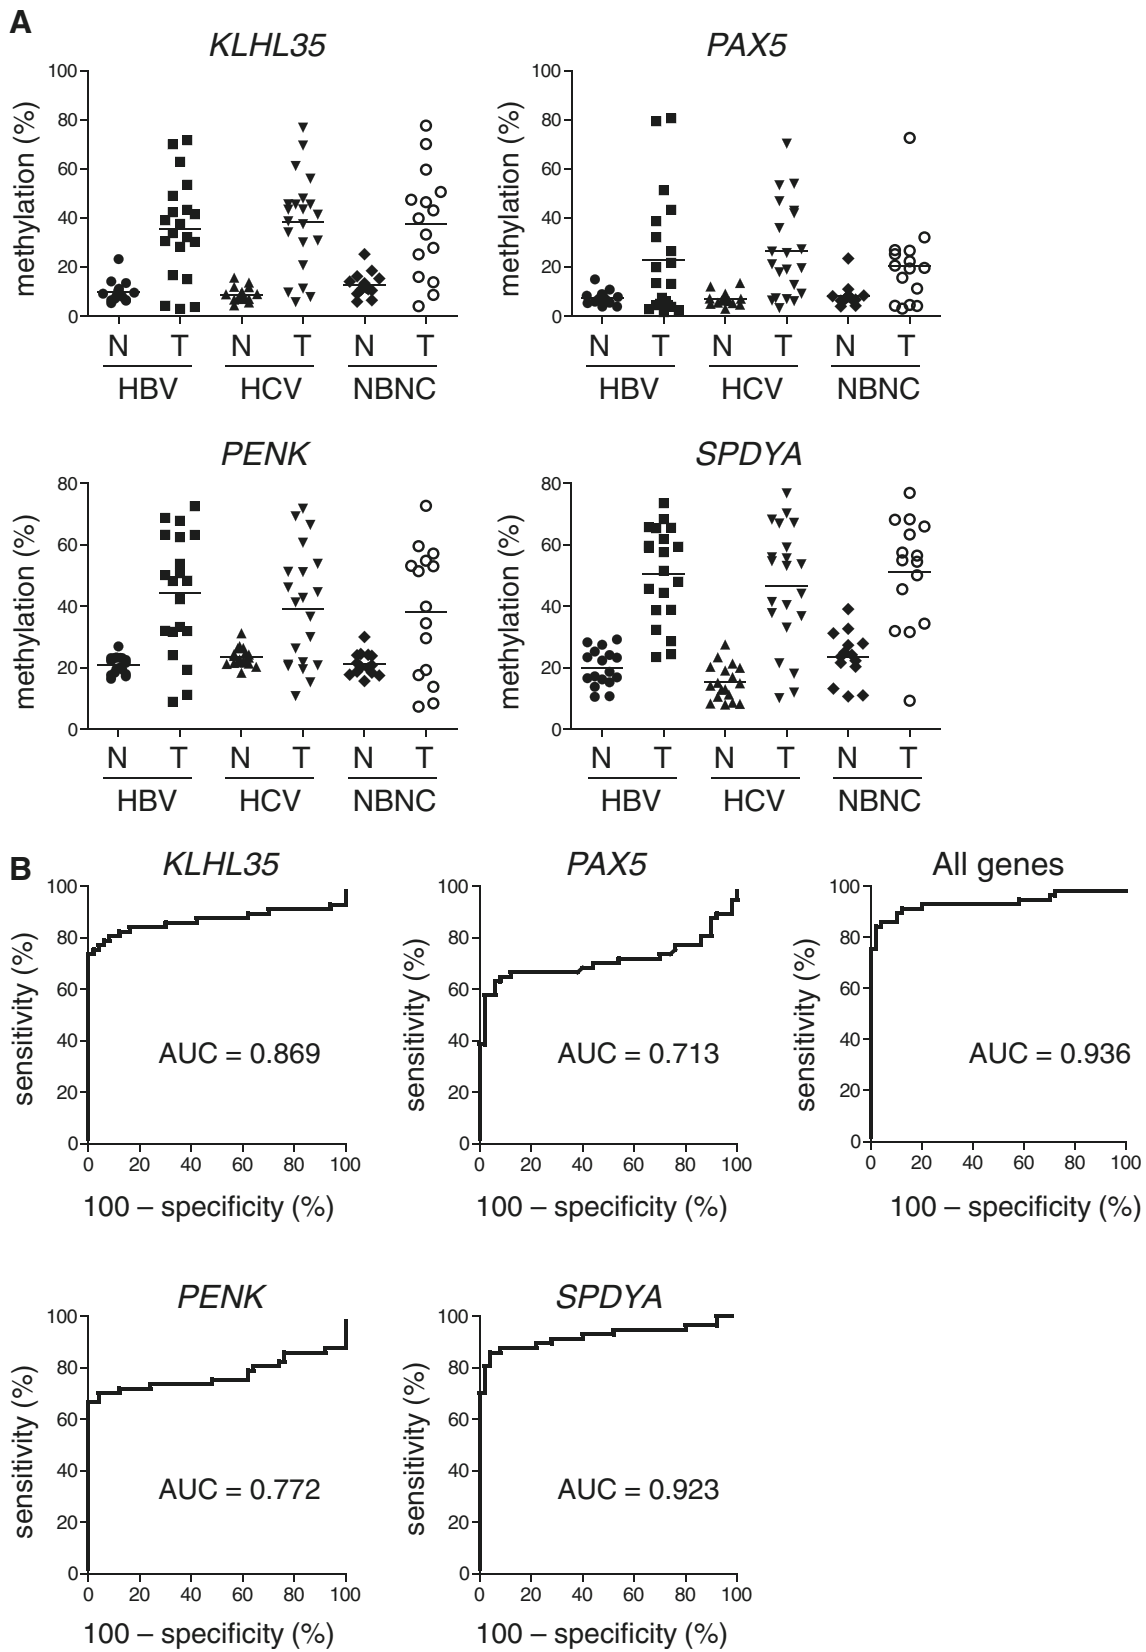 A
KLHL35
PAX5
methylation (%)
100
80
60
40
20
0
N T N T N T
HBV HCV NBNC
methylation (%)
100
80
60
40
20
0
N T N T N T
HBV HCV NBNC
PENK
SPDYA
methylation (%)
80
60
40
20
0
N T N T N T
HBV HCV NBNC
methylation (%)
80
60
40
20
0
N T N T N T
HBV HCV NBNC
B
KLHL35
sensitivity (%)
100
80
60
40
20
0
AUC = 0.869
0 20 40 60 80 100
100 – specificity (%)
PAX5
sensitivity (%)
100
80
60
40
20
0
AUC = 0.713
0 20 40 60 80 100
100 – specificity (%)
All genes
sensitivity (%)
100
80
60
40
20
0
AUC = 0.936
0 20 40 60 80 100
100 – specificity (%)
PENK
sensitivity (%)
100
80
60
40
20
0
AUC = 0.772
0 20 40 60 80 100
100 – specificity (%)
SPDYA
sensitivity (%)
100
80
60
40
20
0
AUC = 0.923
0 20 40 60 80 100
100 – specificity (%)